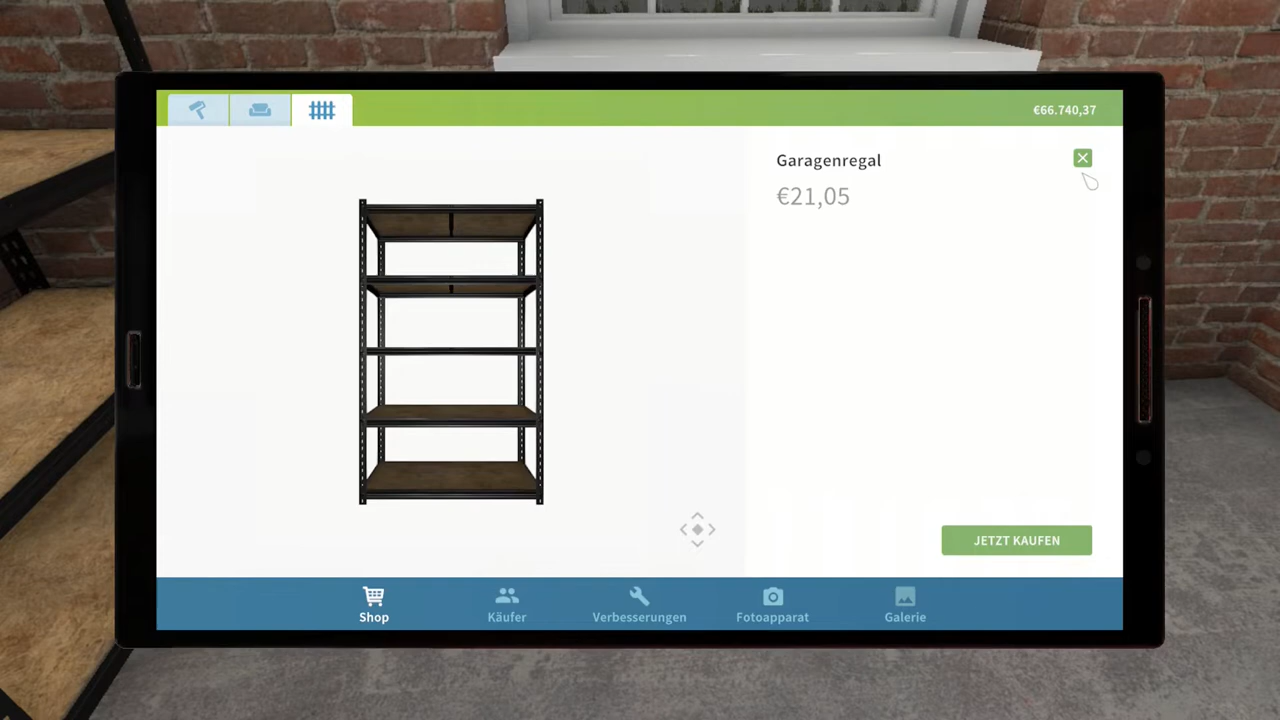 €66.740,37
Garagenregal
€21,05
JETZT KAUFEN
Shop
Käufer
Verbesserungen
Fotoapparat
Galerie